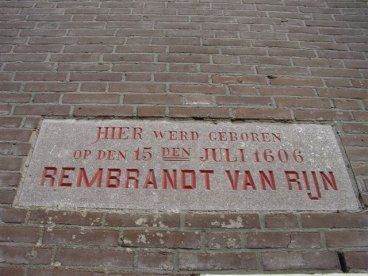 HIER WERD GEBOREN
OP DEN 15 DEN JULI 1606
REMBRANDT VAN RIJN